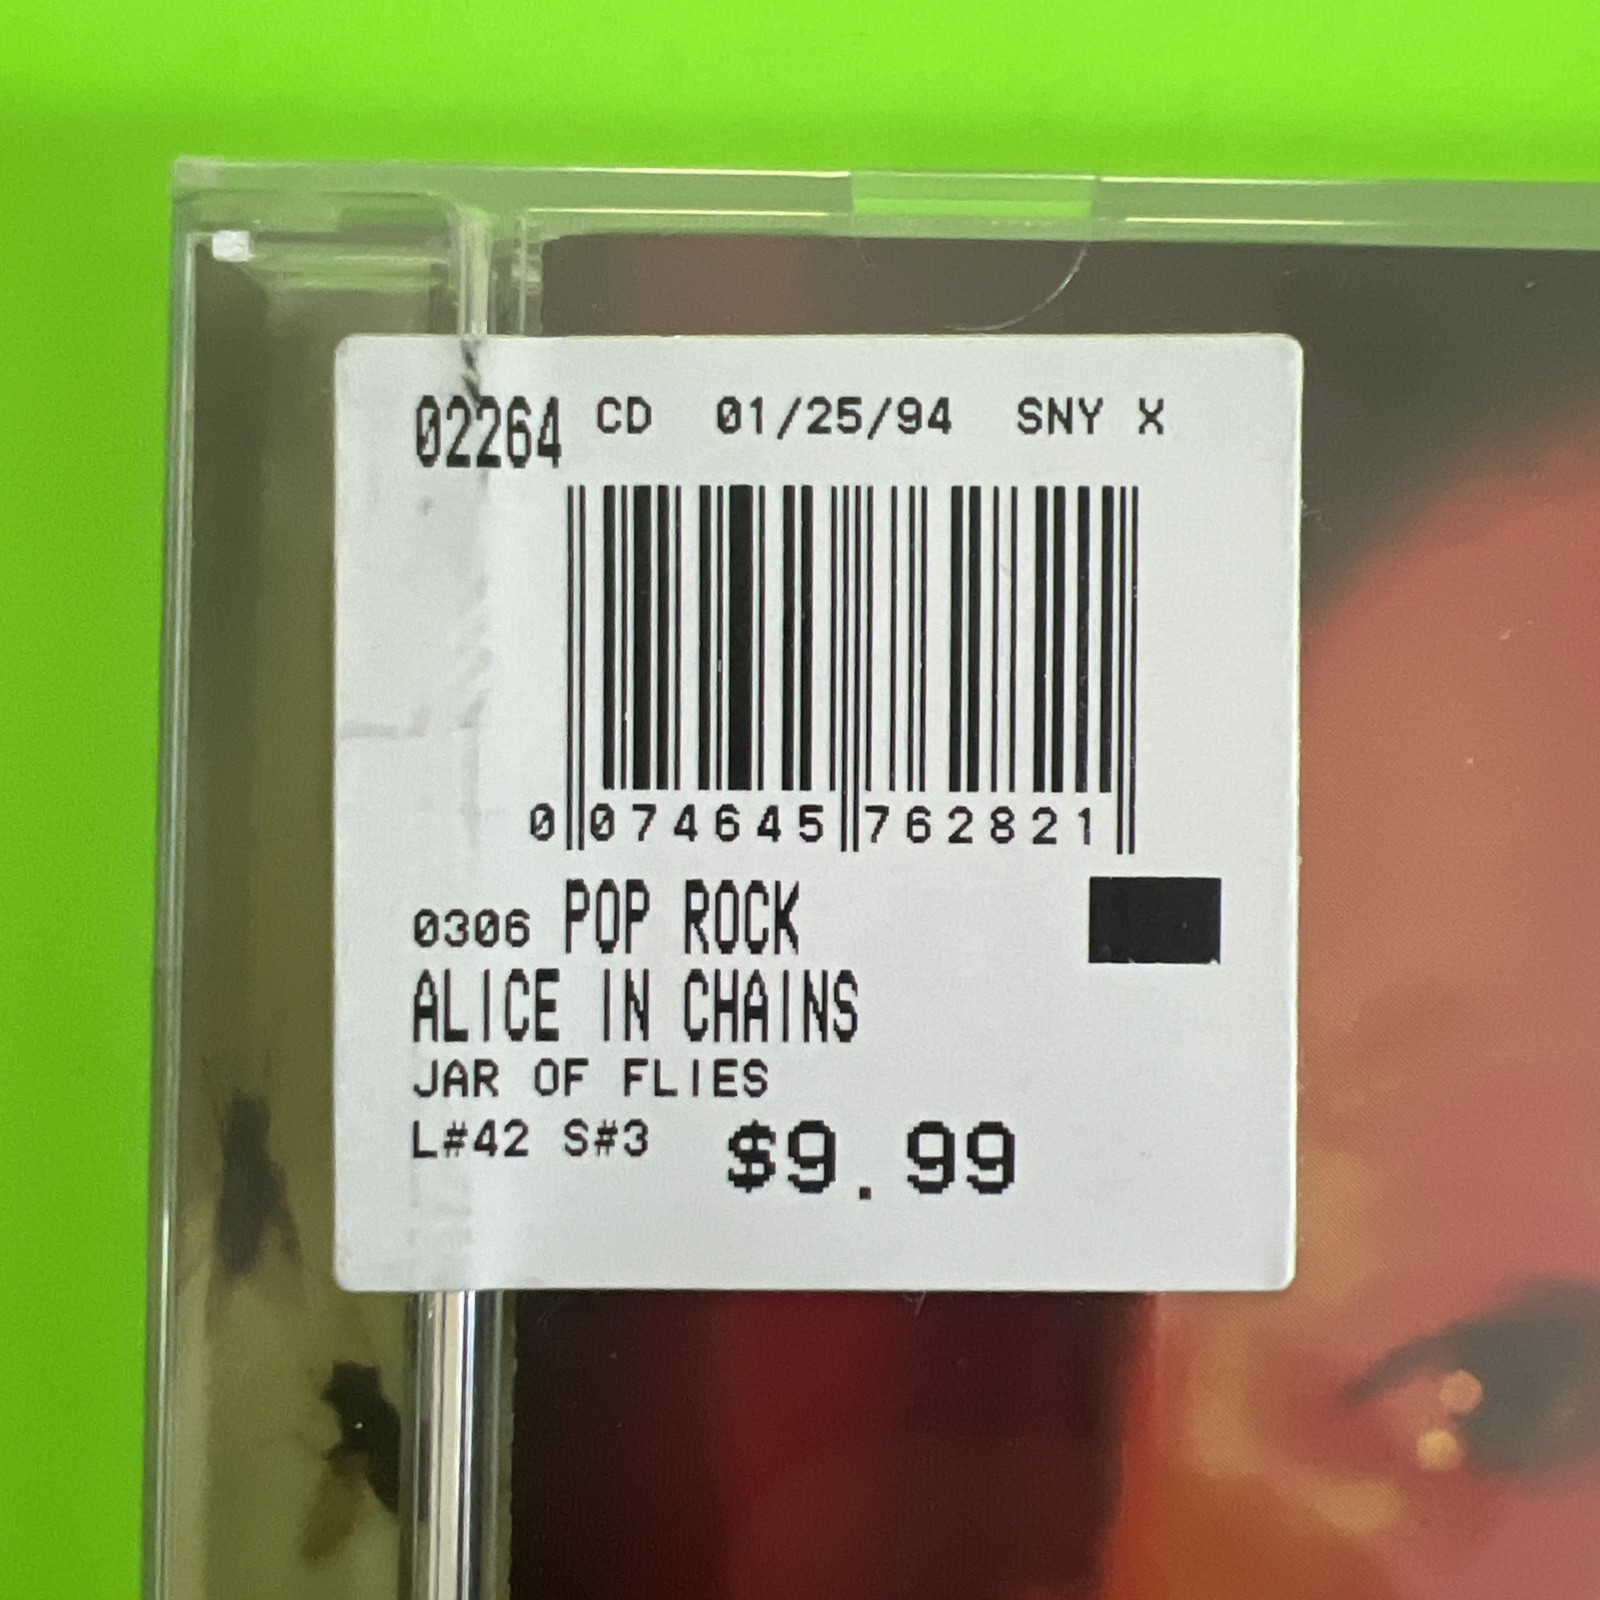 02264 CD 01/25/94 SNY X
0 074645 762821
0306 POP ROCK
ALICE IN CHAINS
JAR OF FLIES
L#42 S#3 $9.99